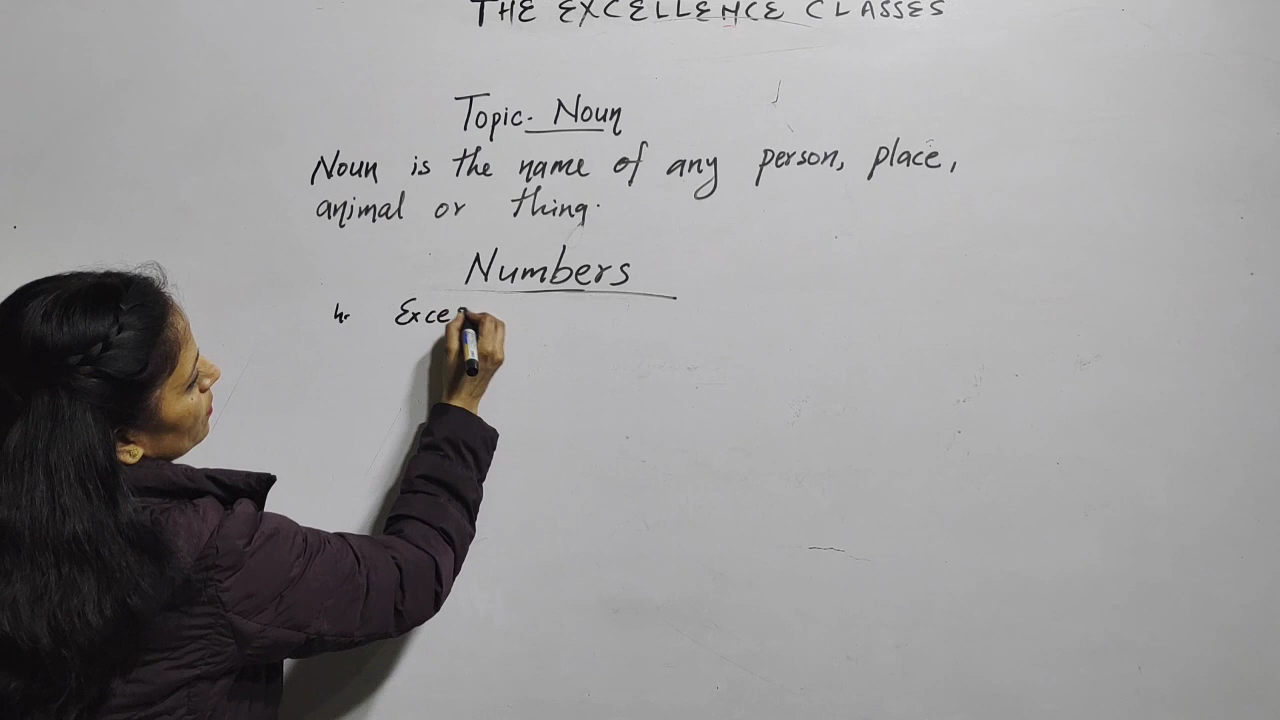 THE EXCELLENCE CLASSES
Topic. Noun
Noun is the name of any person, place,
animal or thing.
Numbers
4. Exce